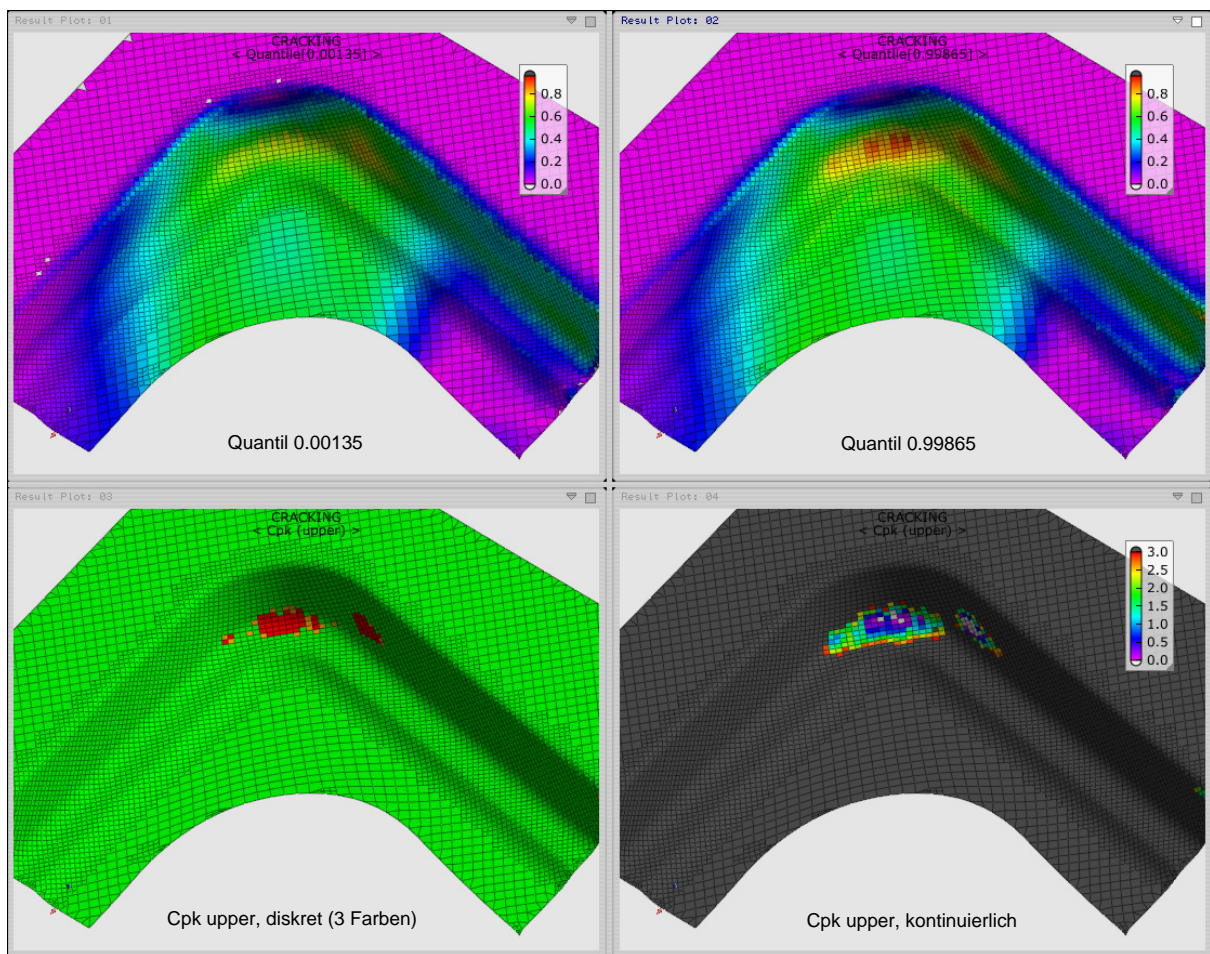 Result Plot: 01
CRACKING
< Quantile[0.00135] >
0.8
0.6
0.4
0.2
0.0
Quantil 0.00135
Result Plot: 02
CRACKING
< Quantile[0.99865] >
0.8
0.6
0.4
0.2
0.0
Quantil 0.99865
Result Plot: 03
CRACKING
< Cpk (upper) >
Cpk upper, diskret (3 Farben)
Result Plot: 04
CRACKING
< Cpk (upper) >
3.0
2.5
2.0
1.5
1.0
0.5
0.0
Cpk upper, kontinuierlich